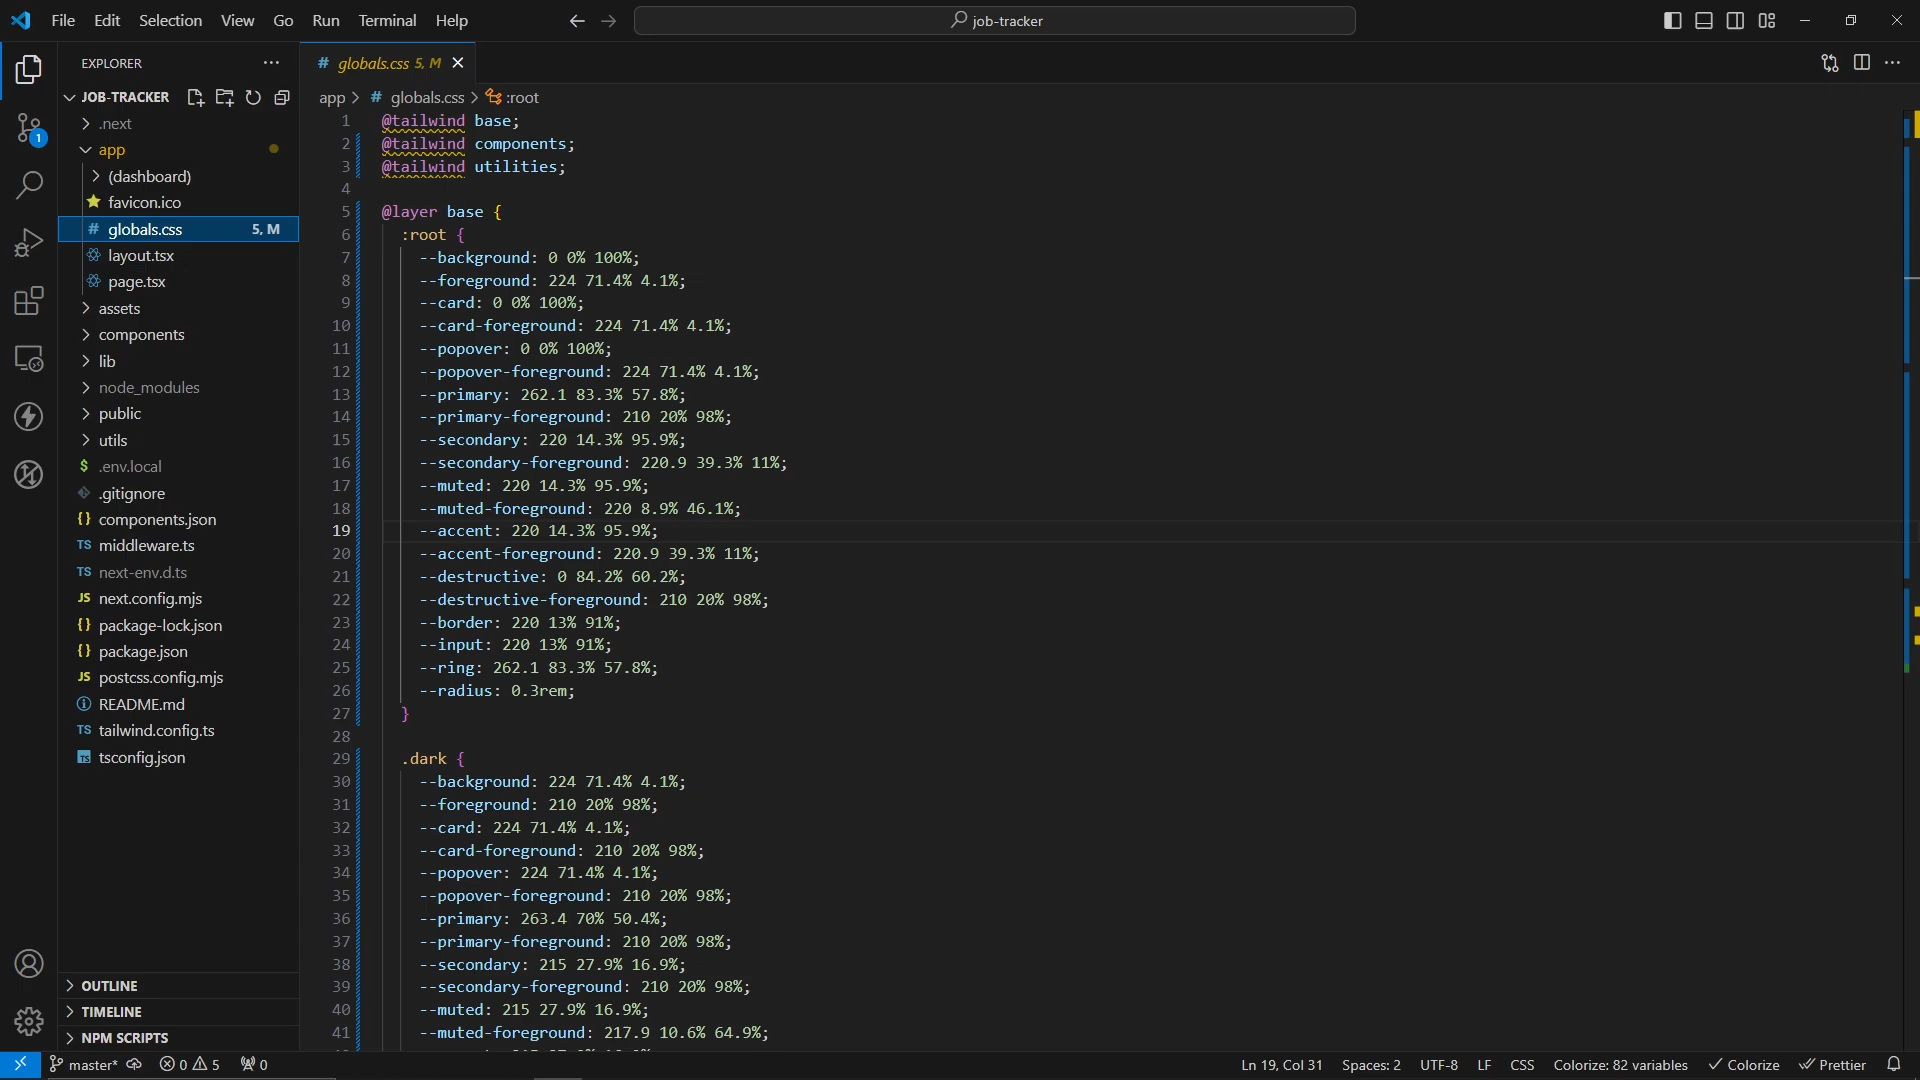 File Edit Selection View Go Run Terminal Help
job-tracker
EXPLORER
JOB-TRACKER
.next
app
(dashboard)
favicon.ico
# globals.css 5, M
layout.tsx
page.tsx
assets
components
lib
node_modules
public
utils
$ .env.local
.gitignore
{} components.json
TS middleware.ts
TS next-env.d.ts
JS next.config.mjs
{} package-lock.json
{} package.json
JS postcss.config.mjs
README.md
TS tailwind.config.ts
TS tsconfig.json
OUTLINE
TIMELINE
NPM SCRIPTS
1
# globals.css 5, M
app > # globals.css > :root
1 @tailwind base;
2 @tailwind components;
3 @tailwind utilities;
4
5 @layer base {
6 :root {
7 --background: 0 0% 100%;
8 --foreground: 224 71.4% 4.1%;
9 --card: 0 0% 100%;
10 --card-foreground: 224 71.4% 4.1%;
11 --popover: 0 0% 100%;
12 --popover-foreground: 224 71.4% 4.1%;
13 --primary: 262.1 83.3% 57.8%;
14 --primary-foreground: 210 20% 98%;
15 --secondary: 220 14.3% 95.9%;
16 --secondary-foreground: 220.9 39.3% 11%;
17 --muted: 220 14.3% 95.9%;
18 --muted-foreground: 220 8.9% 46.1%;
19 --accent: 220 14.3% 95.9%;
20 --accent-foreground: 220.9 39.3% 11%;
21 --destructive: 0 84.2% 60.2%;
22 --destructive-foreground: 210 20% 98%;
23 --border: 220 13% 91%;
24 --input: 220 13% 91%;
25 --ring: 262.1 83.3% 57.8%;
26 --radius: 0.3rem;
27 }
28
29 .dark {
30 --background: 224 71.4% 4.1%;
31 --foreground: 210 20% 98%;
32 --card: 224 71.4% 4.1%;
33 --card-foreground: 210 20% 98%;
34 --popover: 224 71.4% 4.1%;
35 --popover-foreground: 210 20% 98%;
36 --primary: 263.4 70% 50.4%;
37 --primary-foreground: 210 20% 98%;
38 --secondary: 215 27.9% 16.9%;
39 --secondary-foreground: 210 20% 98%;
40 --muted: 215 27.9% 16.9%;
41 --muted-foreground: 217.9 10.6% 64.9%;
master* 0 5 0
Ln 19, Col 31 Spaces: 2 UTF-8 LF CSS Colorize: 82 variables Colorize Prettier